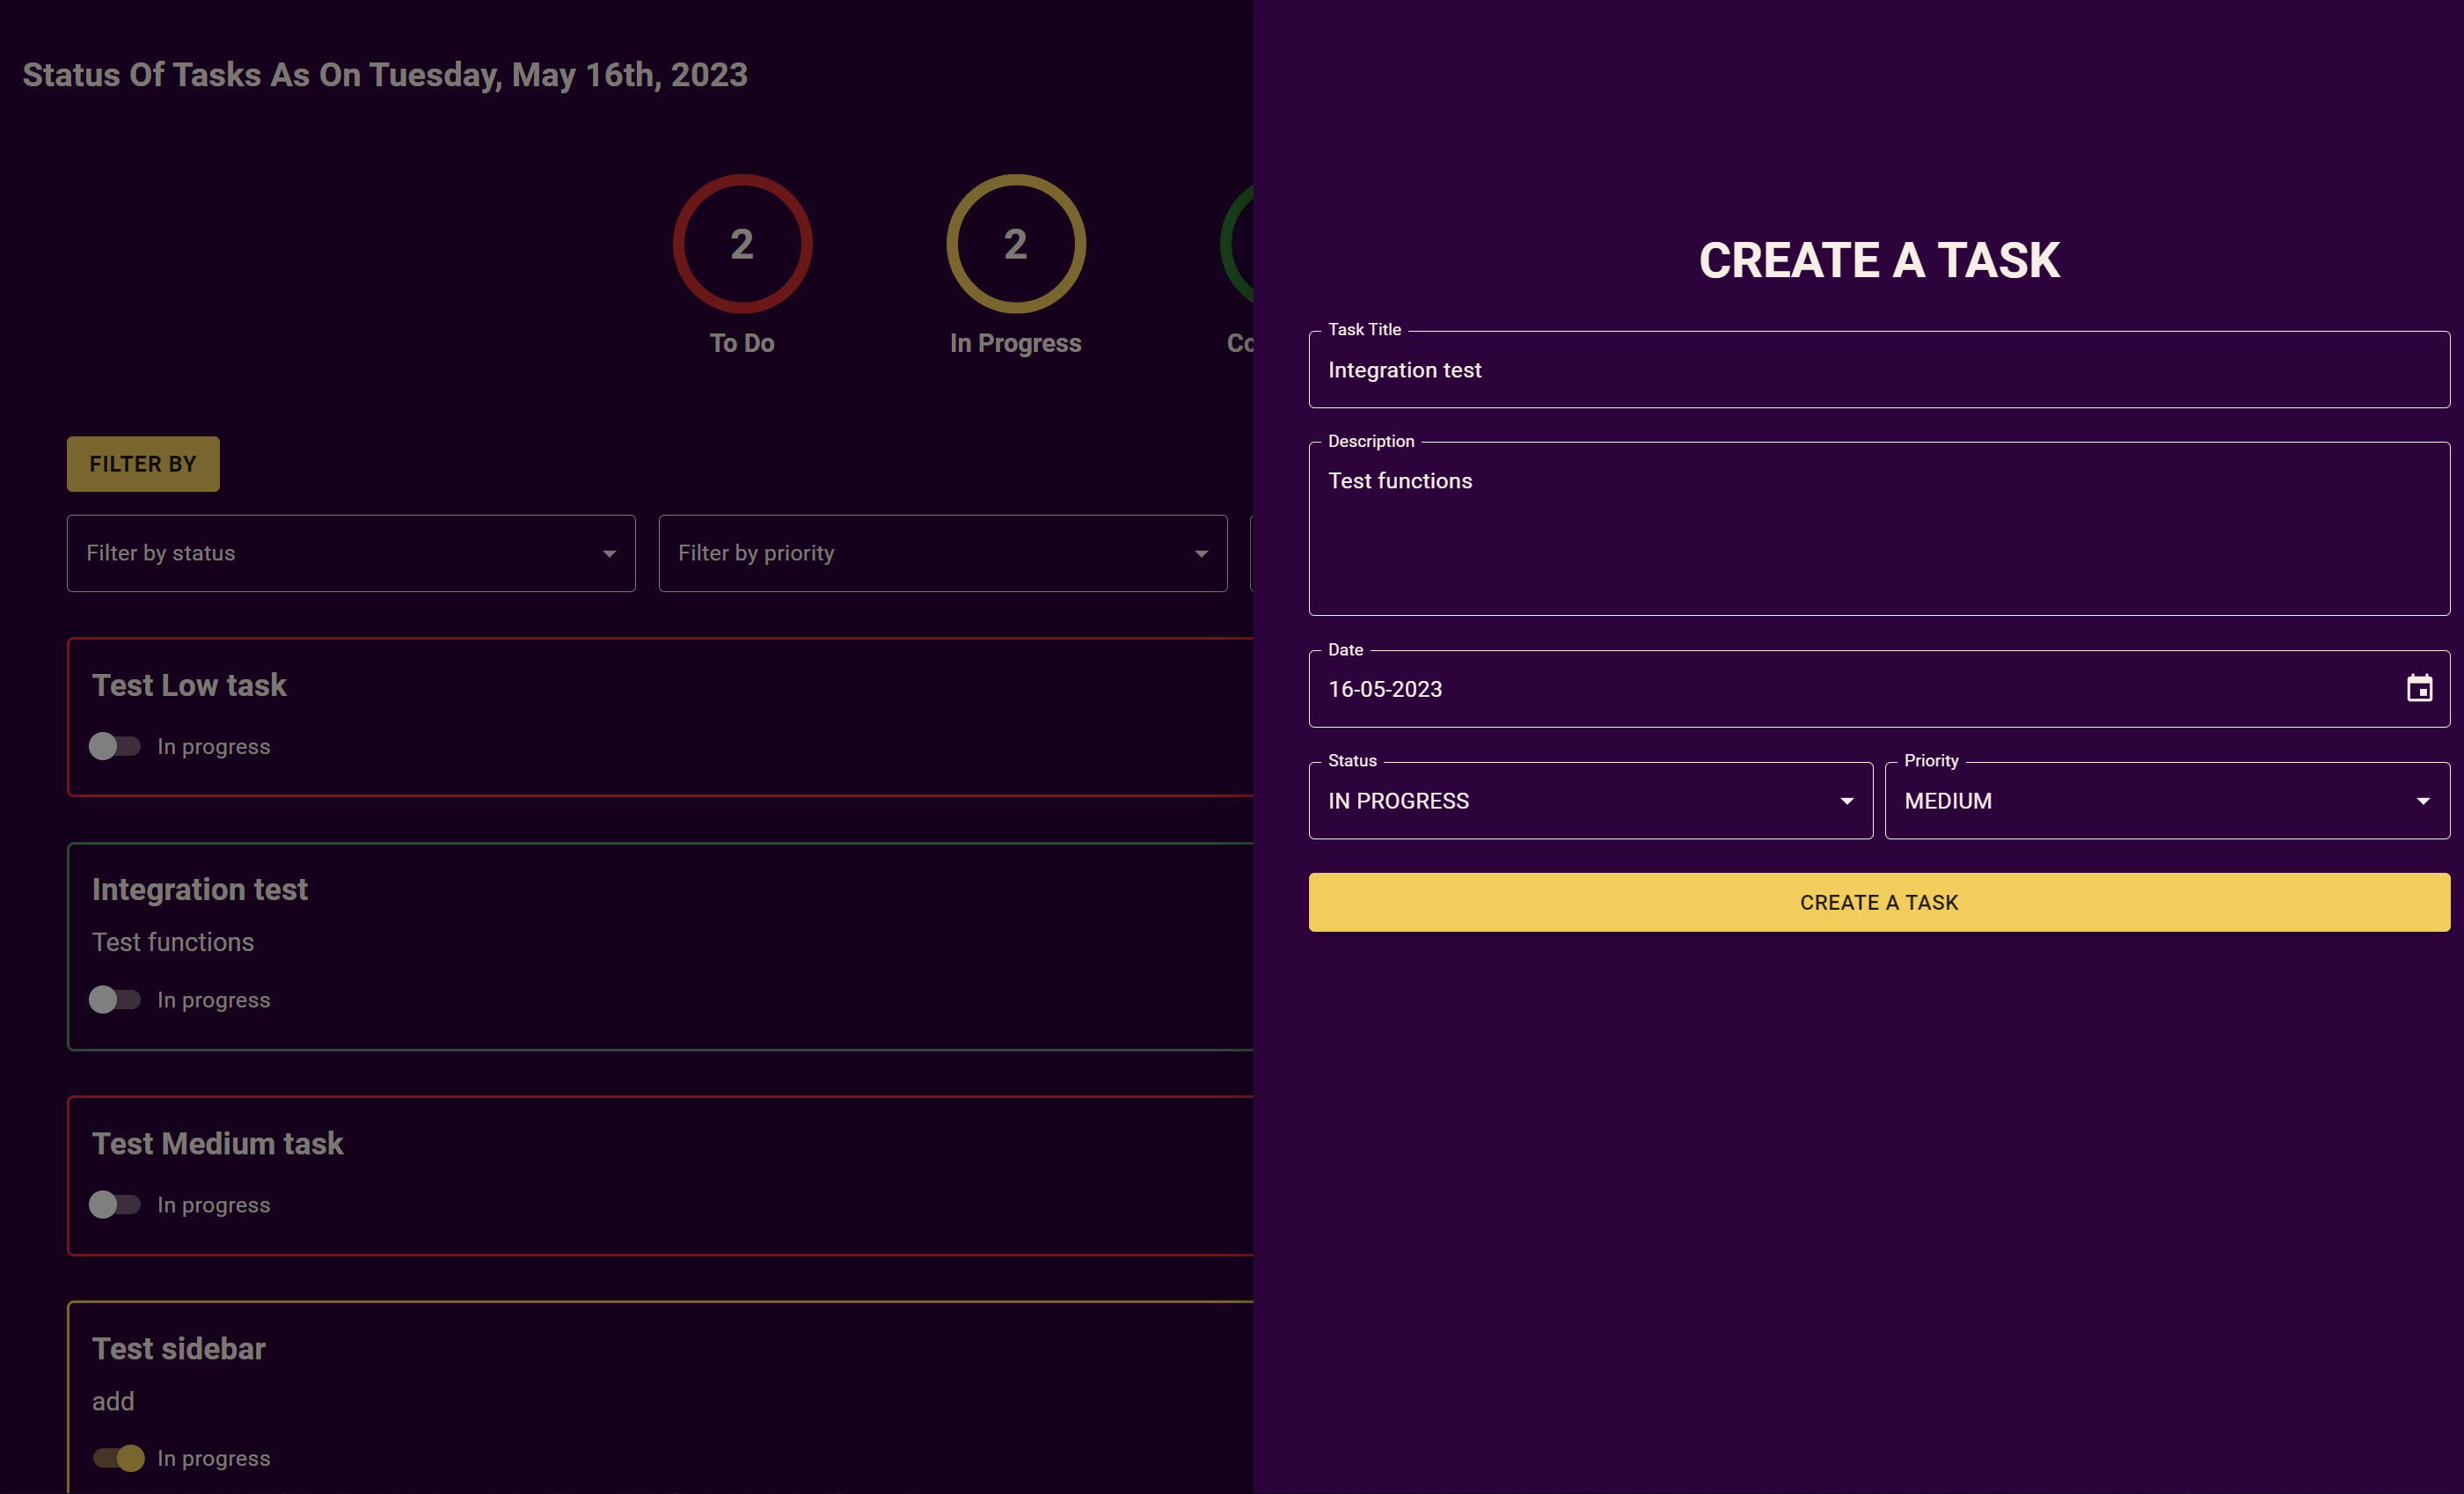 Status Of Tasks As On Tuesday, May 16th, 2023
2
To Do
2
In Progress
Co
FILTER BY
Filter by status
Filter by priority
Test Low task
In progress
Integration test
Test functions
In progress
Test Medium task
In progress
Test sidebar
add
In progress
CREATE A TASK
Task Title
Integration test
Description
Test functions
Date
16-05-2023
Status
IN PROGRESS
Priority
MEDIUM
CREATE A TASK